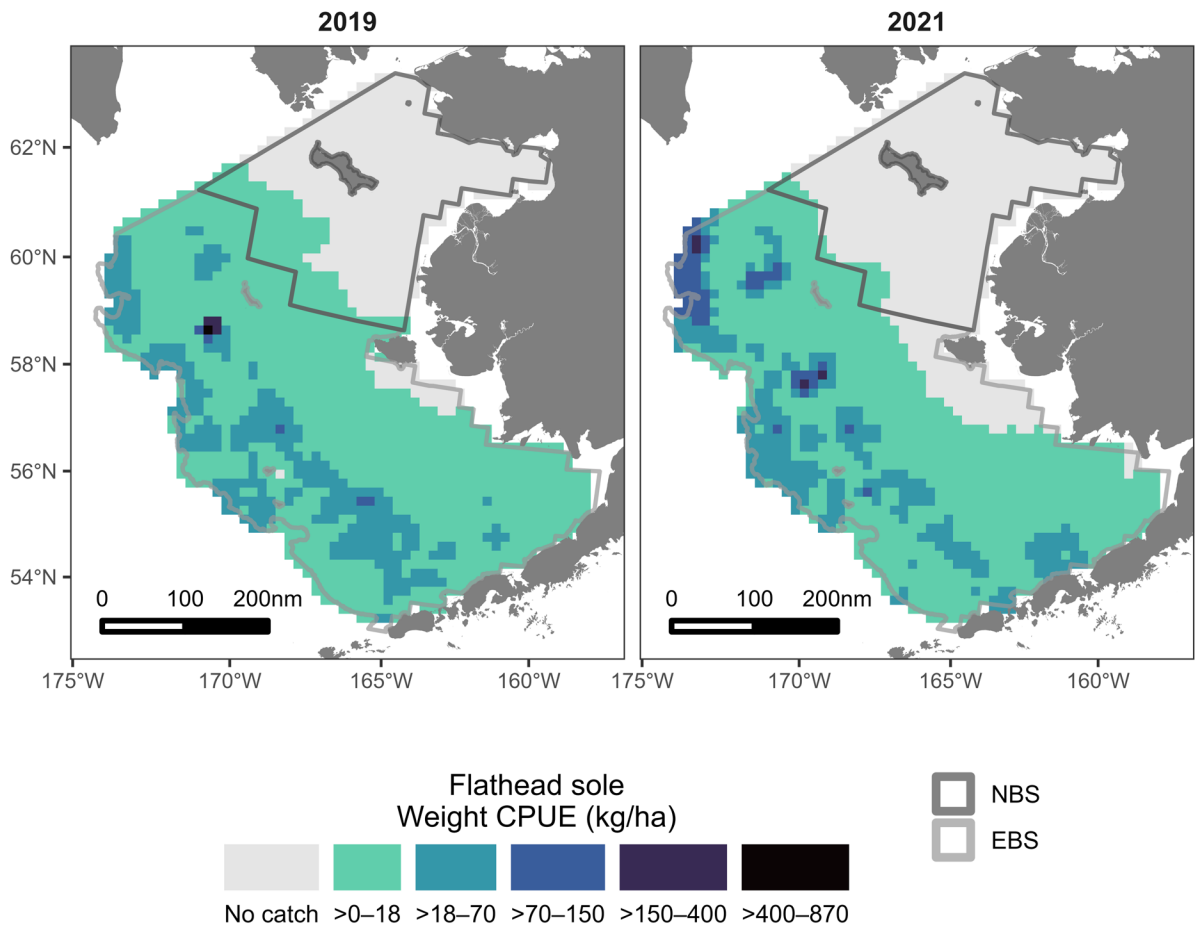 2019
2021
62°N
60°N
58°N
56°N
54°N
0 100 200nm
0 100 200nm
175°W 170°W 165°W 160°W
175°W 170°W 165°W 160°W
Flathead sole
Weight CPUE (kg/ha)
No catch >0–18 >18–70 >70–150 >150–400 >400–870
NBS
EBS